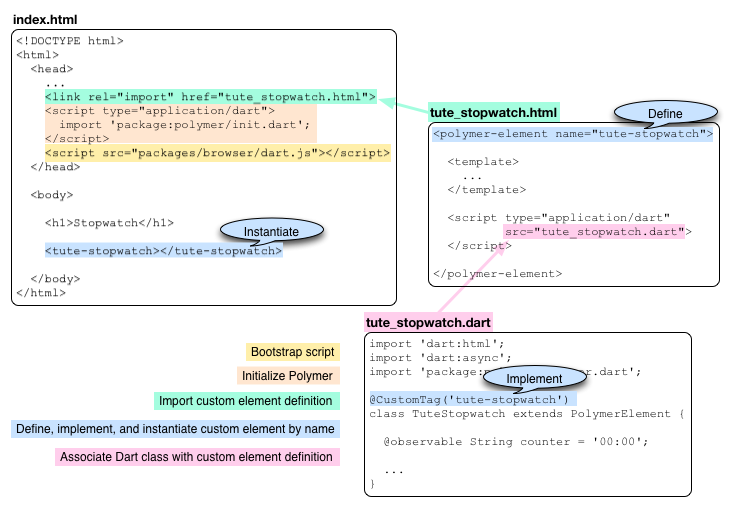 index.html
<!DOCTYPE html>
<html>
<head>
...
<link rel="import" href="tute_stopwatch.html">
<script type="application/dart">
import 'package:polymer/init.dart';
</script>
<script src="packages/browser/dart.js"></script>
</head>
<body>
<h1>Stopwatch</h1>
Instantiate
<tute-stopwatch></tute-stopwatch>
</body>
</html>
tute_stopwatch.html
Define
<polymer-element name="tute-stopwatch">
<template>
...
</template>
<script type="application/dart"
src="tute_stopwatch.dart">
</script>
</polymer-element>
tute_stopwatch.dart
import 'dart:html';
import 'dart:async';
import 'package:
er.dart';
Implement
@CustomTag('tute-stopwatch')
class TuteStopwatch extends PolymerElement {
@observable String counter = '00:00';
...
}
Bootstrap script
Initialize Polymer
Import custom element definition
Define, implement, and instantiate custom element by name
Associate Dart class with custom element definition